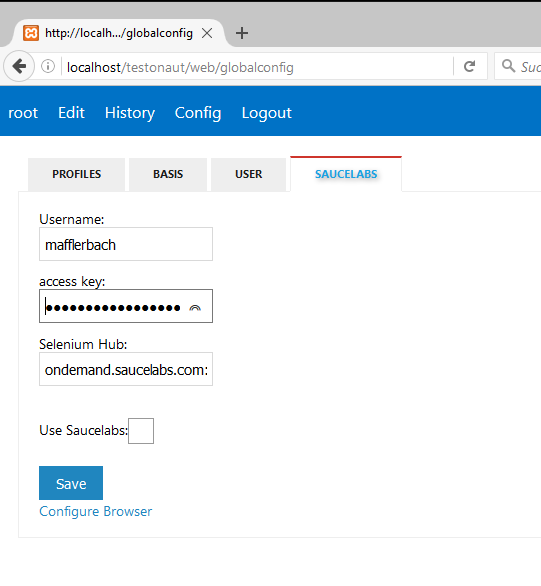 http://localh.../globalconfig
localhost/testonaut/web/globalconfig
Suc
root Edit History Config Logout
PROFILES BASIS USER SAUCELABS
Username:
mafflerbach
access key:
Selenium Hub:
ondemand.saucelabs.com:
Use Saucelabs:
Save
Configure Browser